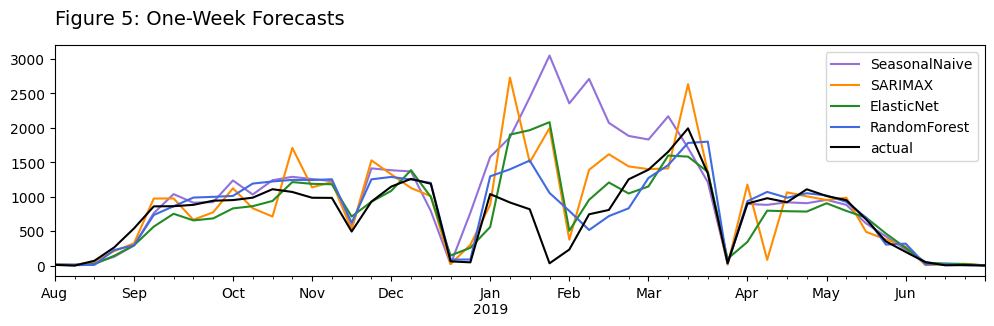 Figure 5: One-Week Forecasts
3000
2500
2000
1500
1000
500
0
SeasonalNaive
SARIMAX
ElasticNet
RandomForest
actual
Aug Sep Oct Nov Dec Jan Feb Mar Apr May Jun
2019